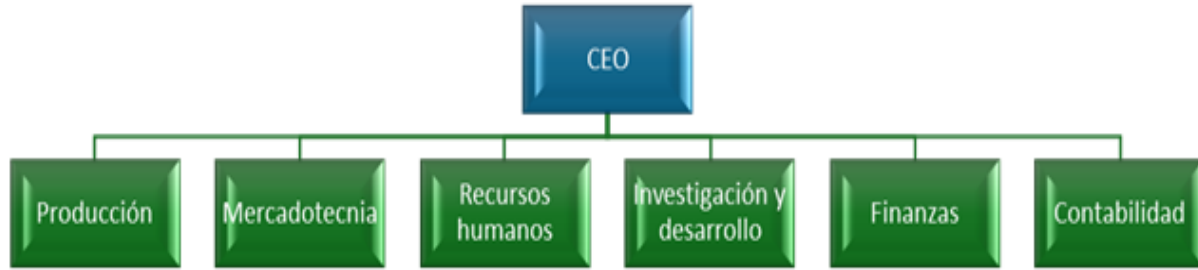 CEO
Producción
Mercadotecnia
Recursos
humanos
Investigación y
desarrollo
Finanzas
Contabilidad